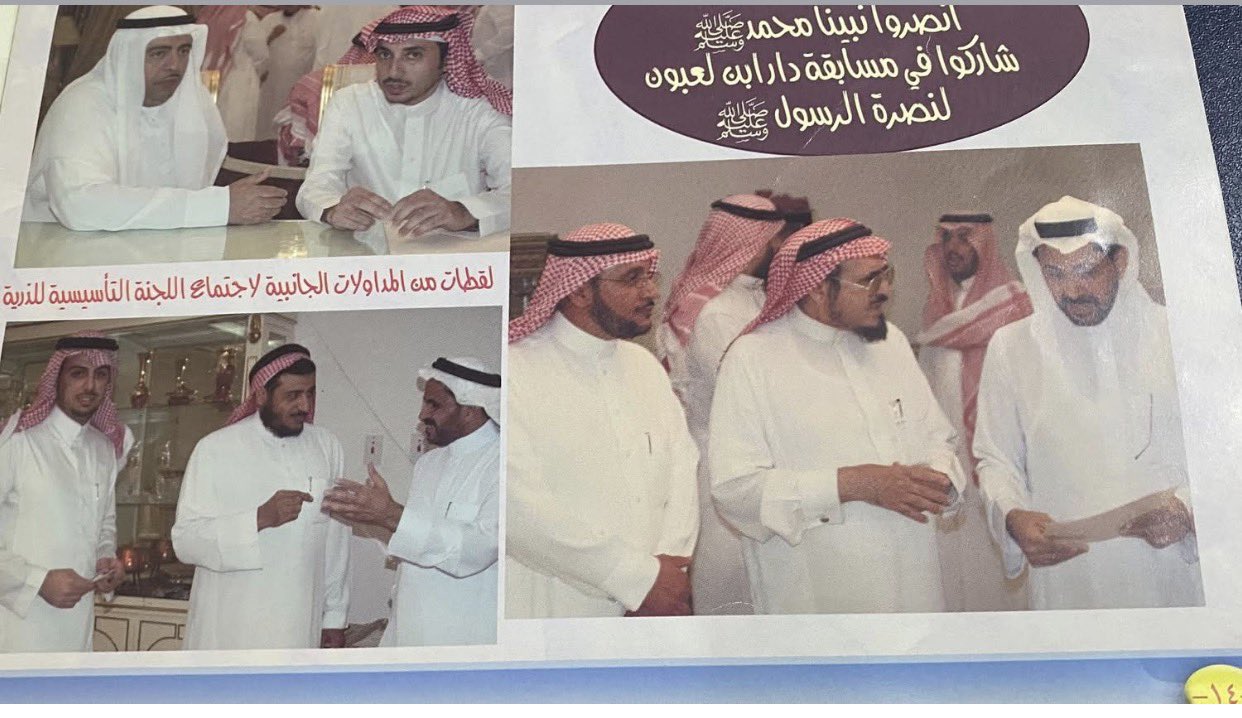 انصروا نبينا محمد ﷺ
شاركوا في مسابقة دار ابن لعبون
لنصرة الرسول ﷺ
لقطات من المداولات الجانبية لاجتماع اللجنة التأسيسية للذرية
-١٤-